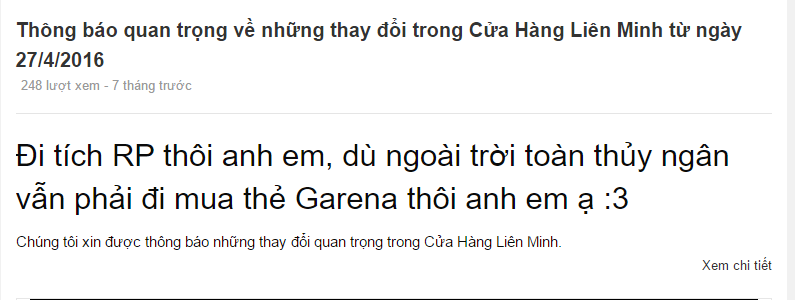 Thông báo quan trọng về những thay đổi trong Cửa Hàng Liên Minh từ ngày
27/4/2016
248 lượt xem - 7 tháng trước
Đi tích RP thôi anh em, dù ngoài trời toàn thủy ngân
vẫn phải đi mua thẻ Garena thôi anh em ạ :3
Chúng tôi xin được thông báo những thay đổi quan trọng trong Cửa Hàng Liên Minh.
Xem chi tiết